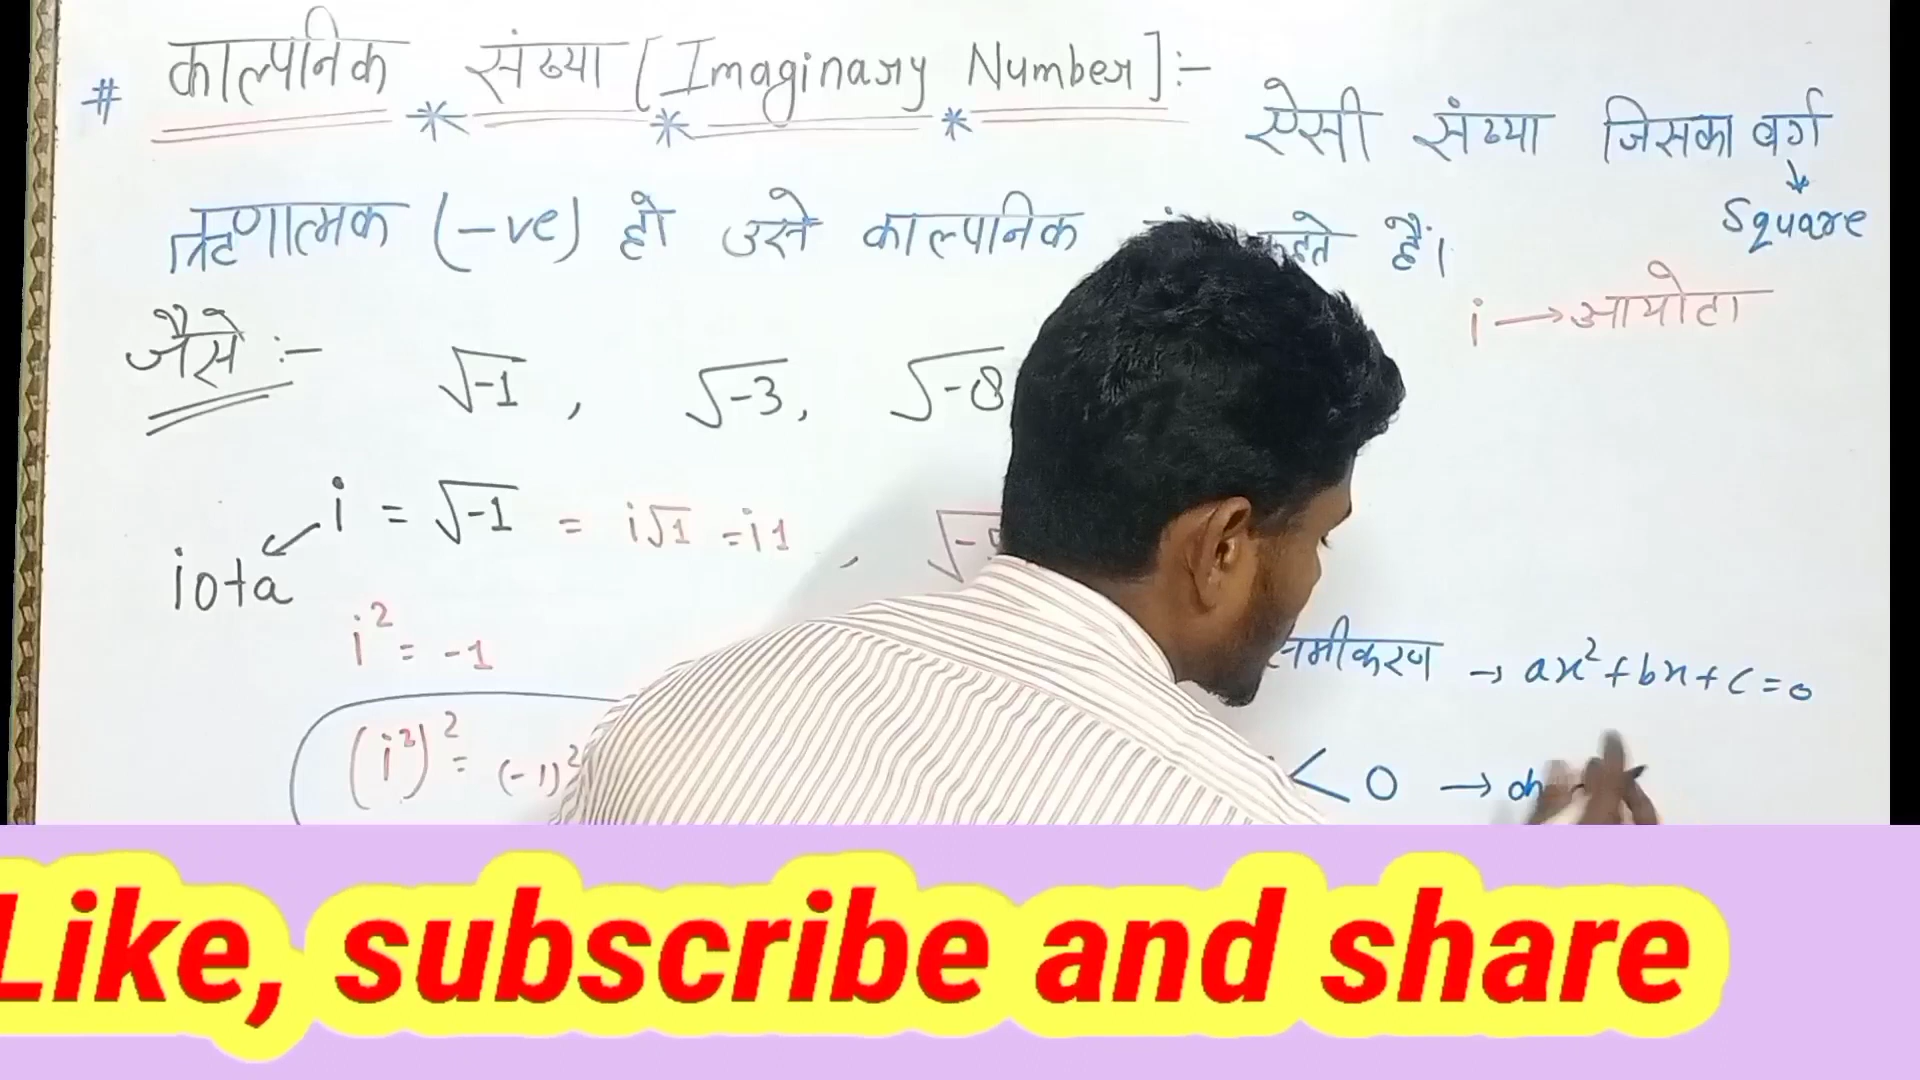 # काल्पनिक * संख्या [ * Imaginary * Number ] :-
ऐसी संख्या जिसका वर्ग
Square
ऋणात्मक (-ve) हो उसे काल्पनिक कहते हैं।
i → आयोटा
जैसे :- √-1 , √-3, √-8
i = √-1 = i√1 = i1 ,
iota
i² = -1
समीकरण → ax²+bx+c=0
(i²)² = (-1)²
< 0 →
Like, subscribe and share